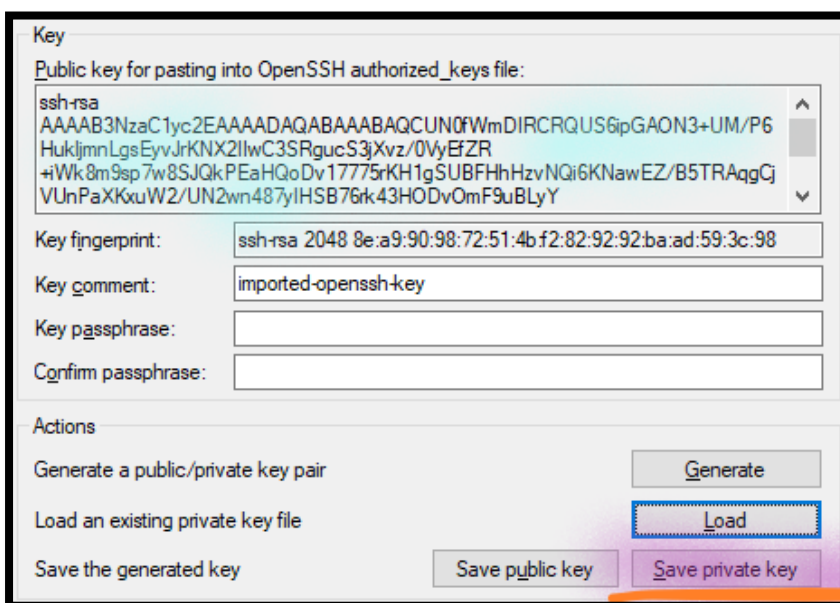 Key
Public key for pasting into OpenSSH authorized_keys file:
ssh-rsa
AAAAB3NzaC1yc2EAAAADAQABAAABAQCUN0fWmDIRCRQUS6ipGAON3+UM/P6
HukljmnLgsEyvJrKNX2IIwC3SRgucS3jXvz/0VyEfZR
+iWk8m9sp7w8SJQkPEaHQoDv17775rKH1gSUBFHhHzvNQi6KNawEZ/B5TRAqgCj
VUnPaXKxuW2/UN2wn487yIHSB76rk43HODvOmF9uBLyY
Key fingerprint: ssh-rsa 2048 8e:a9:90:98:72:51:4b:f2:82:92:92:ba:ad:59:3c:98
Key comment: imported-openssh-key
Key passphrase:
Confirm passphrase:
Actions
Generate a public/private key pair Generate
Load an existing private key file Load
Save the generated key Save public key Save private key